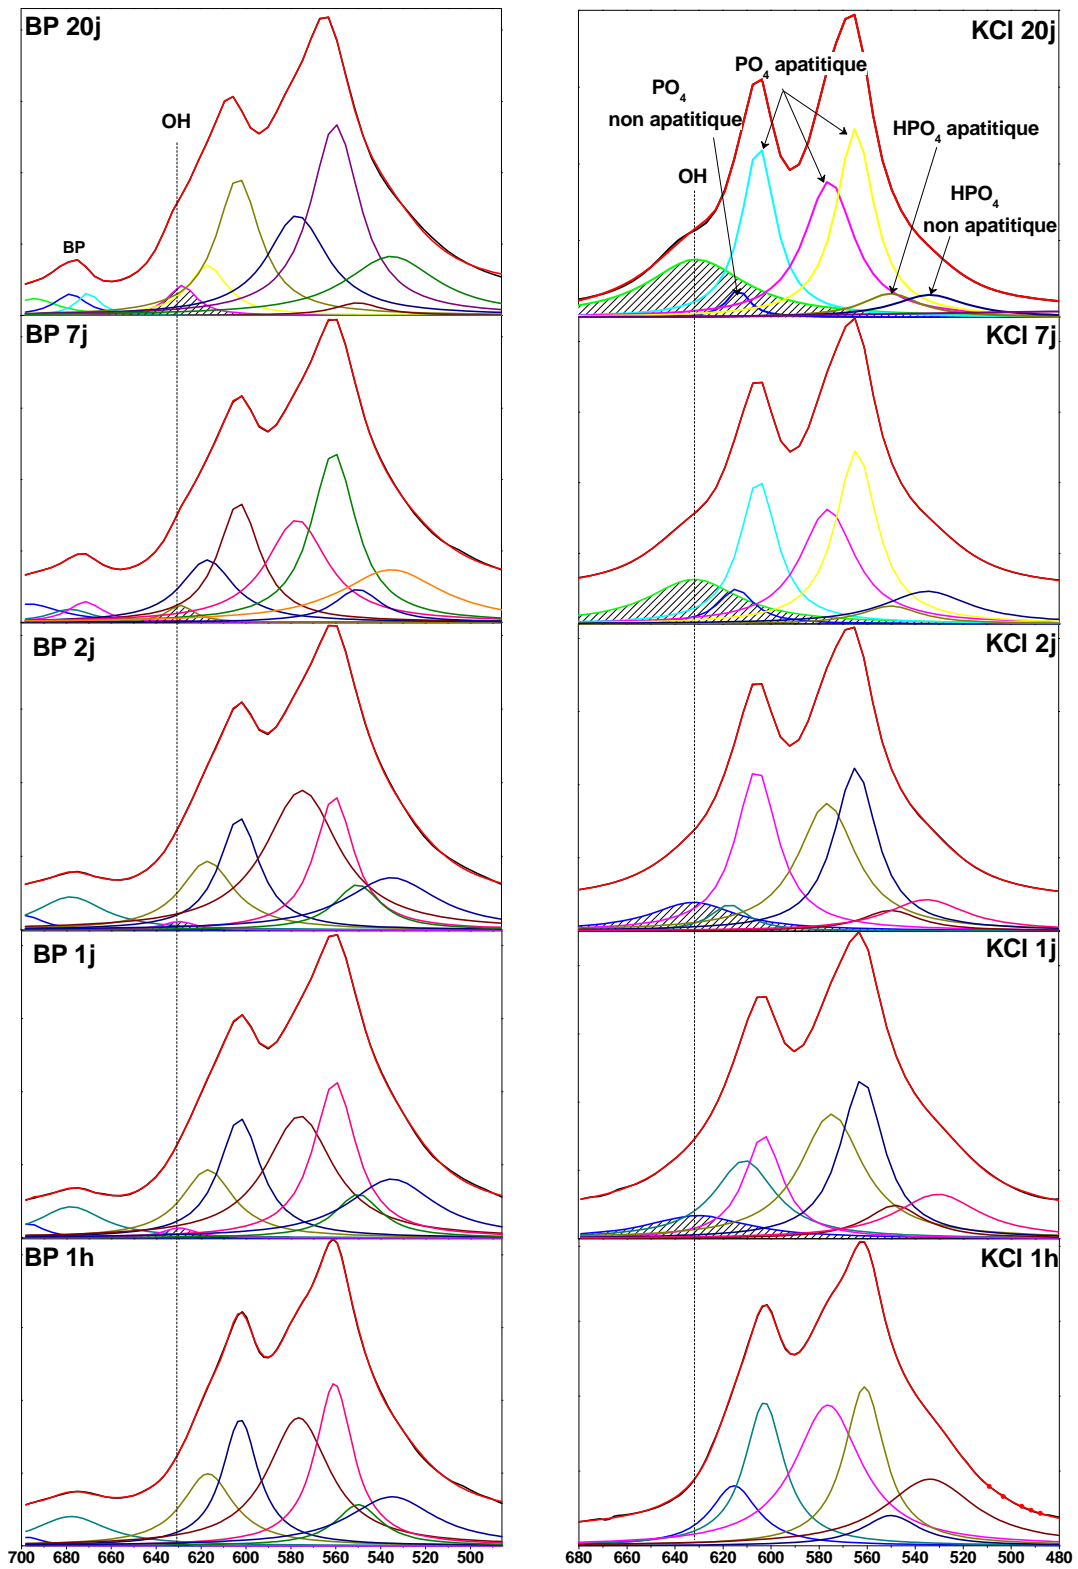 BP 20j
OH
BP
BP 7j
BP 2j
BP 1j
BP 1h
700 680 660 640 620 600 580 560 540 520 500
KCl 20j
PO4 apatitique
PO4
non apatitique
HPO4 apatitique
OH
HPO4
non apatitique
KCl 7j
KCl 2j
KCl 1j
KCl 1h
680 660 640 620 600 580 560 540 520 500 480